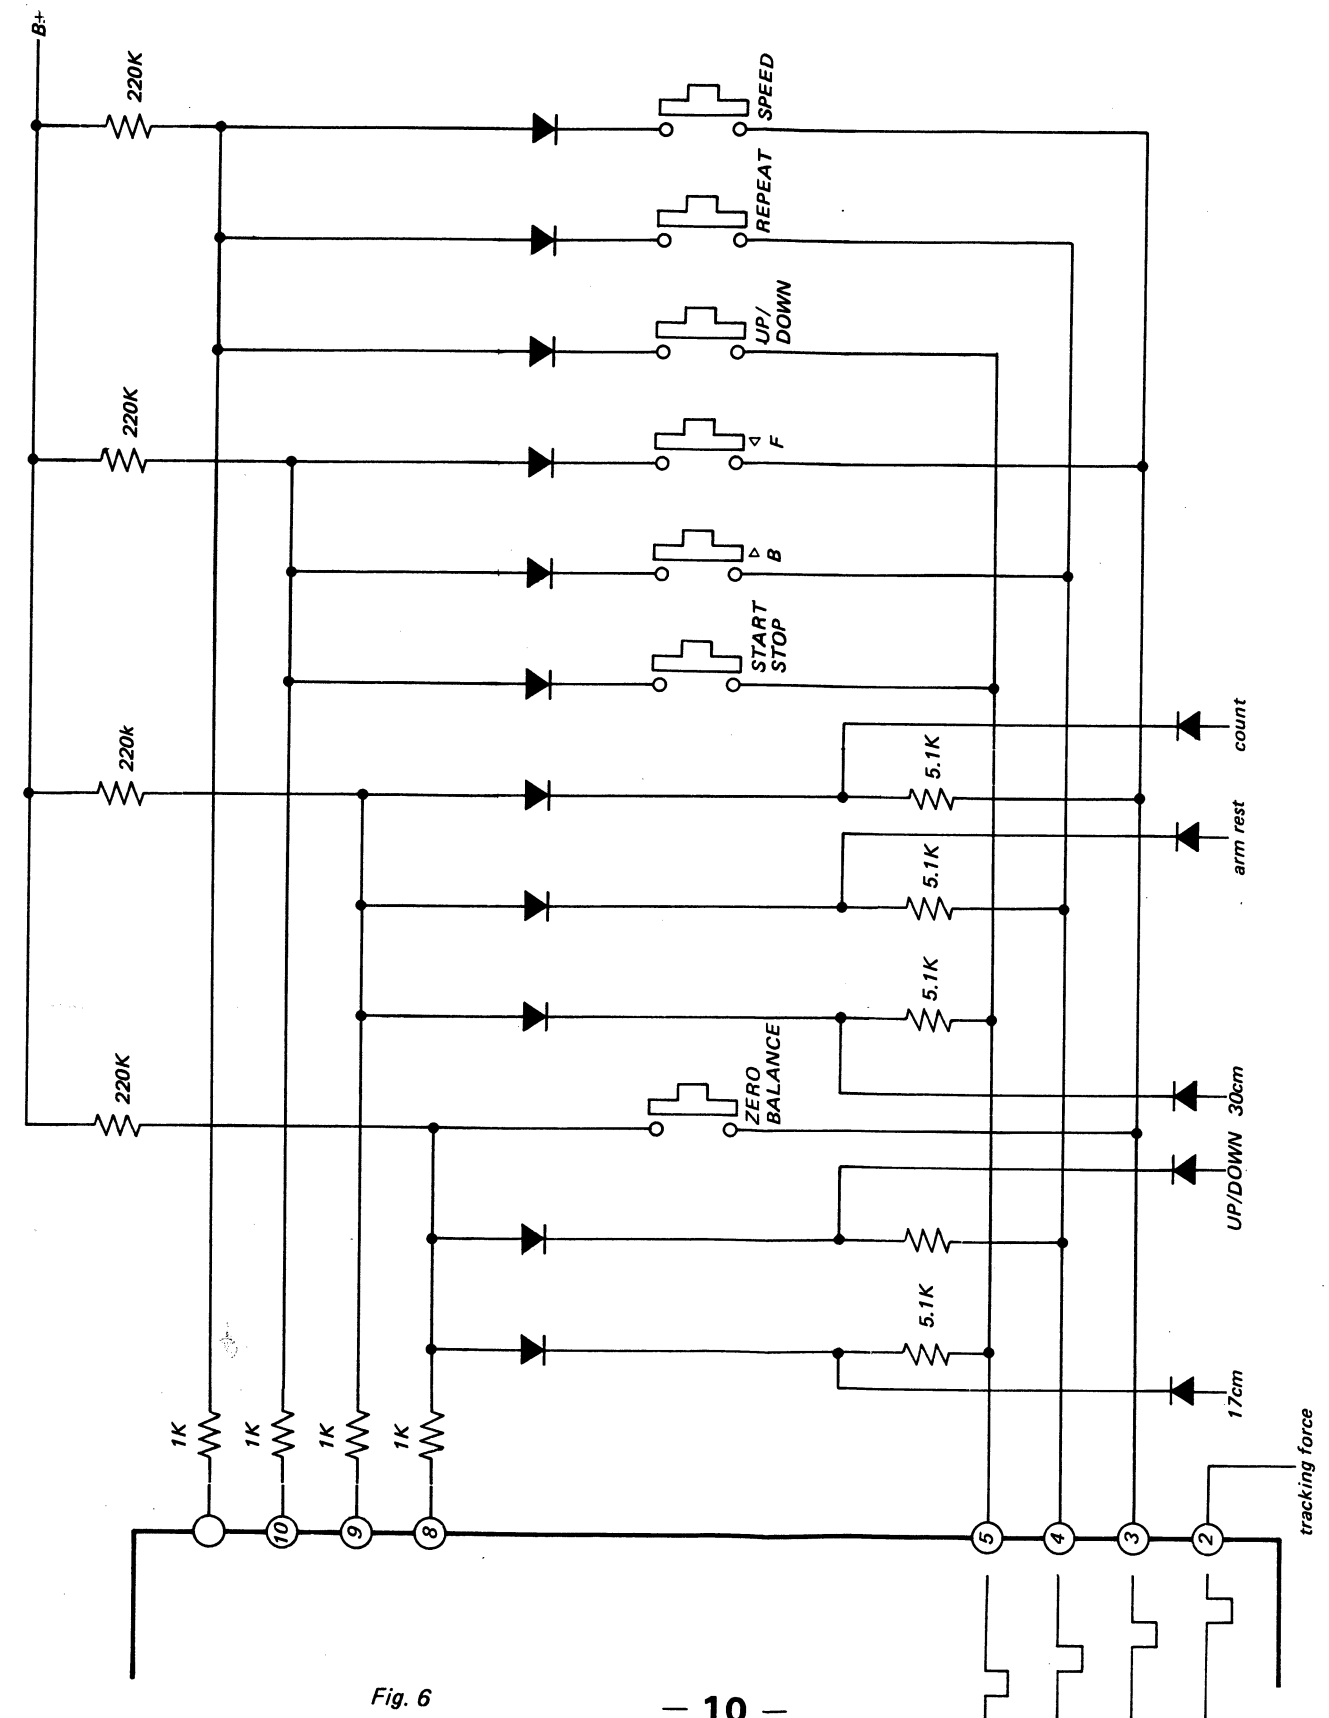 B+
220K
SPEED
REPEAT
UP/
DOWN
220K
▽ F
△ B
START
STOP
220k
count
5.1K
arm rest
5.1K
5.1K
30cm
220K
ZERO
BALANCE
UP/DOWN
5.1K
17cm
1K
1K
1K
1K
tracking force
10
9
8
5
4
3
2
Fig. 6
— 10 —